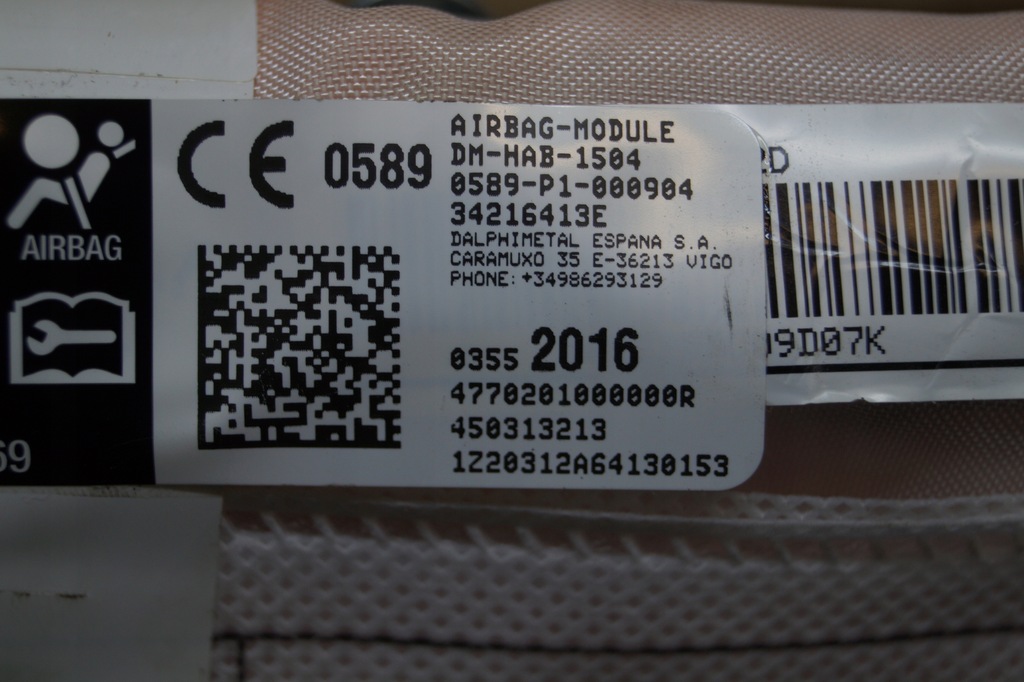 AIRBAG
69
CE 0589
AIRBAG-MODULE
DM-HAB-1504
0589-P1-000904
34216413E
DALPHIMETAL ESPANA S.A.
CARAMUXO 35 E-36213 VIGO
PHONE: +34986293129
0355 2016
4770201000000R
450313213
1Z20312A64130153
D
9D07K